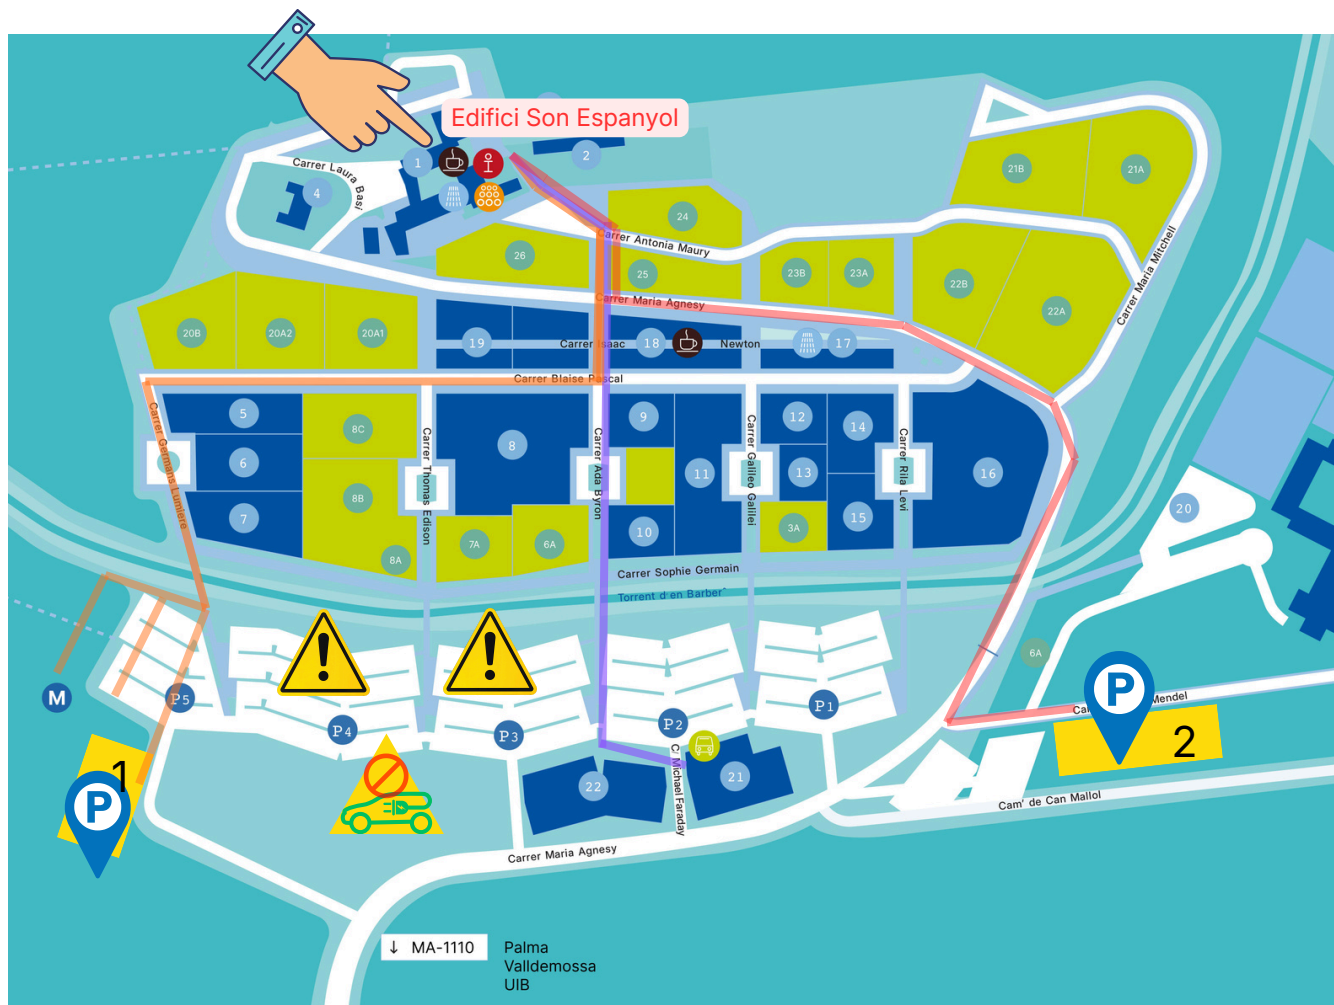 Edifici Son Espanyol
1
2
Carrer Laura Basi
4
21B
21A
24
Carrer Antonia Maury
26
25
23B
23A
22B
22A
Carrer Maria Mitchell
Carrer Maria Agnesy
20B
20A2
20A1
19
Carrer Isaac
18
Newton
17
Carrer Blaise Pascal
Carrer Germans Lumiere
5
8C
Carrer Thomas Edison
8
Carrer Ada Byron
9
Carrer Galileo Galilei
12
14
Carrer Rila Levi
6
11
13
16
7
8B
10
3A
15
20
8A
7A
6A
Carrer Sophie Germain
Torrent d en Barber
6A
M
P5
P4
P3
P2
P1
Mendel
1
P
P
2
22
21
C/ Michael Faraday
Cam' de Can Mallol
Carrer Maria Agnesy
↓ MA-1110
Palma
Valldemossa
UIB